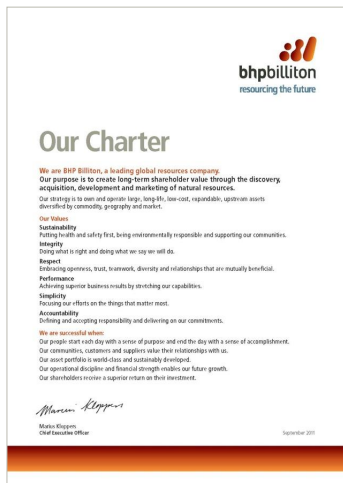 bhpbilliton
resourcing the future
Our Charter
We are BHP Billiton, a leading global resources company.
Our purpose is to create long-term shareholder value through the discovery,
acquisition, development and marketing of natural resources.
Our strategy is to own and operate large, long-life, low-cost, expandable, upstream assets
diversified by commodity, geography and market.
Our Values
Sustainability
Putting health and safety first, being environmentally responsible and supporting our communities.
Integrity
Doing what is right and doing what we say we will do.
Respect
Embracing openness, trust, teamwork, diversity and relationships that are mutually beneficial.
Performance
Achieving superior business results by stretching our capabilities.
Simplicity
Focusing our efforts on the things that matter most.
Accountability
Defining and accepting responsibility and delivering on our commitments.
We are successful when:
Our people start each day with a sense of purpose and end the day with a sense of accomplishment.
Our communities, customers and suppliers value their relationships with us.
Our asset portfolio is world-class and sustainably developed.
Our operational discipline and financial strength enables our future growth.
Our shareholders receive a superior return on their investment.
Marius Kloppers
Marius Kloppers
Chief Executive Officer
September 2011